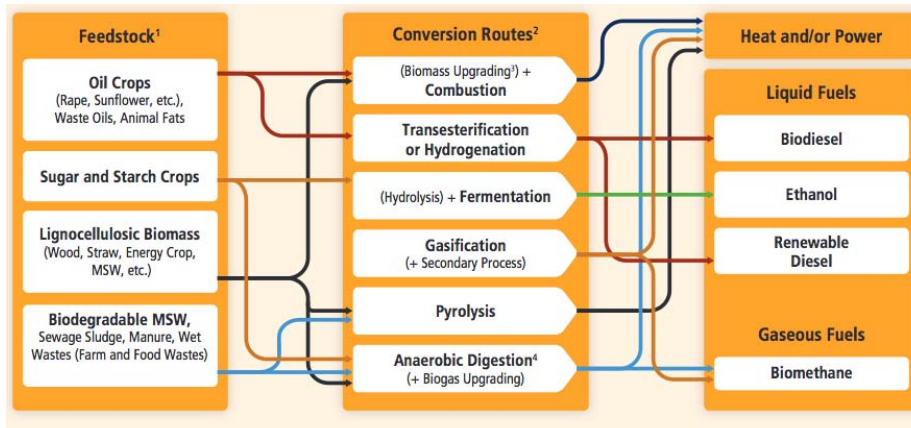 Feedstock¹
Oil Crops
(Rape, Sunflower, etc.),
Waste Oils, Animal Fats
Sugar and Starch Crops
Lignocellulosic Biomass
(Wood, Straw, Energy Crop,
MSW, etc.)
Biodegradable MSW,
Sewage Sludge, Manure, Wet
Wastes (Farm and Food Wastes)
Conversion Routes²
(Biomass Upgrading³) +
Combustion
Transesterification
or Hydrogenation
(Hydrolysis) + Fermentation
Gasification
(+ Secondary Process)
Pyrolysis
Anaerobic Digestion⁴
(+ Biogas Upgrading)
Heat and/or Power
Liquid Fuels
Biodiesel
Ethanol
Renewable
Diesel
Gaseous Fuels
Biomethane